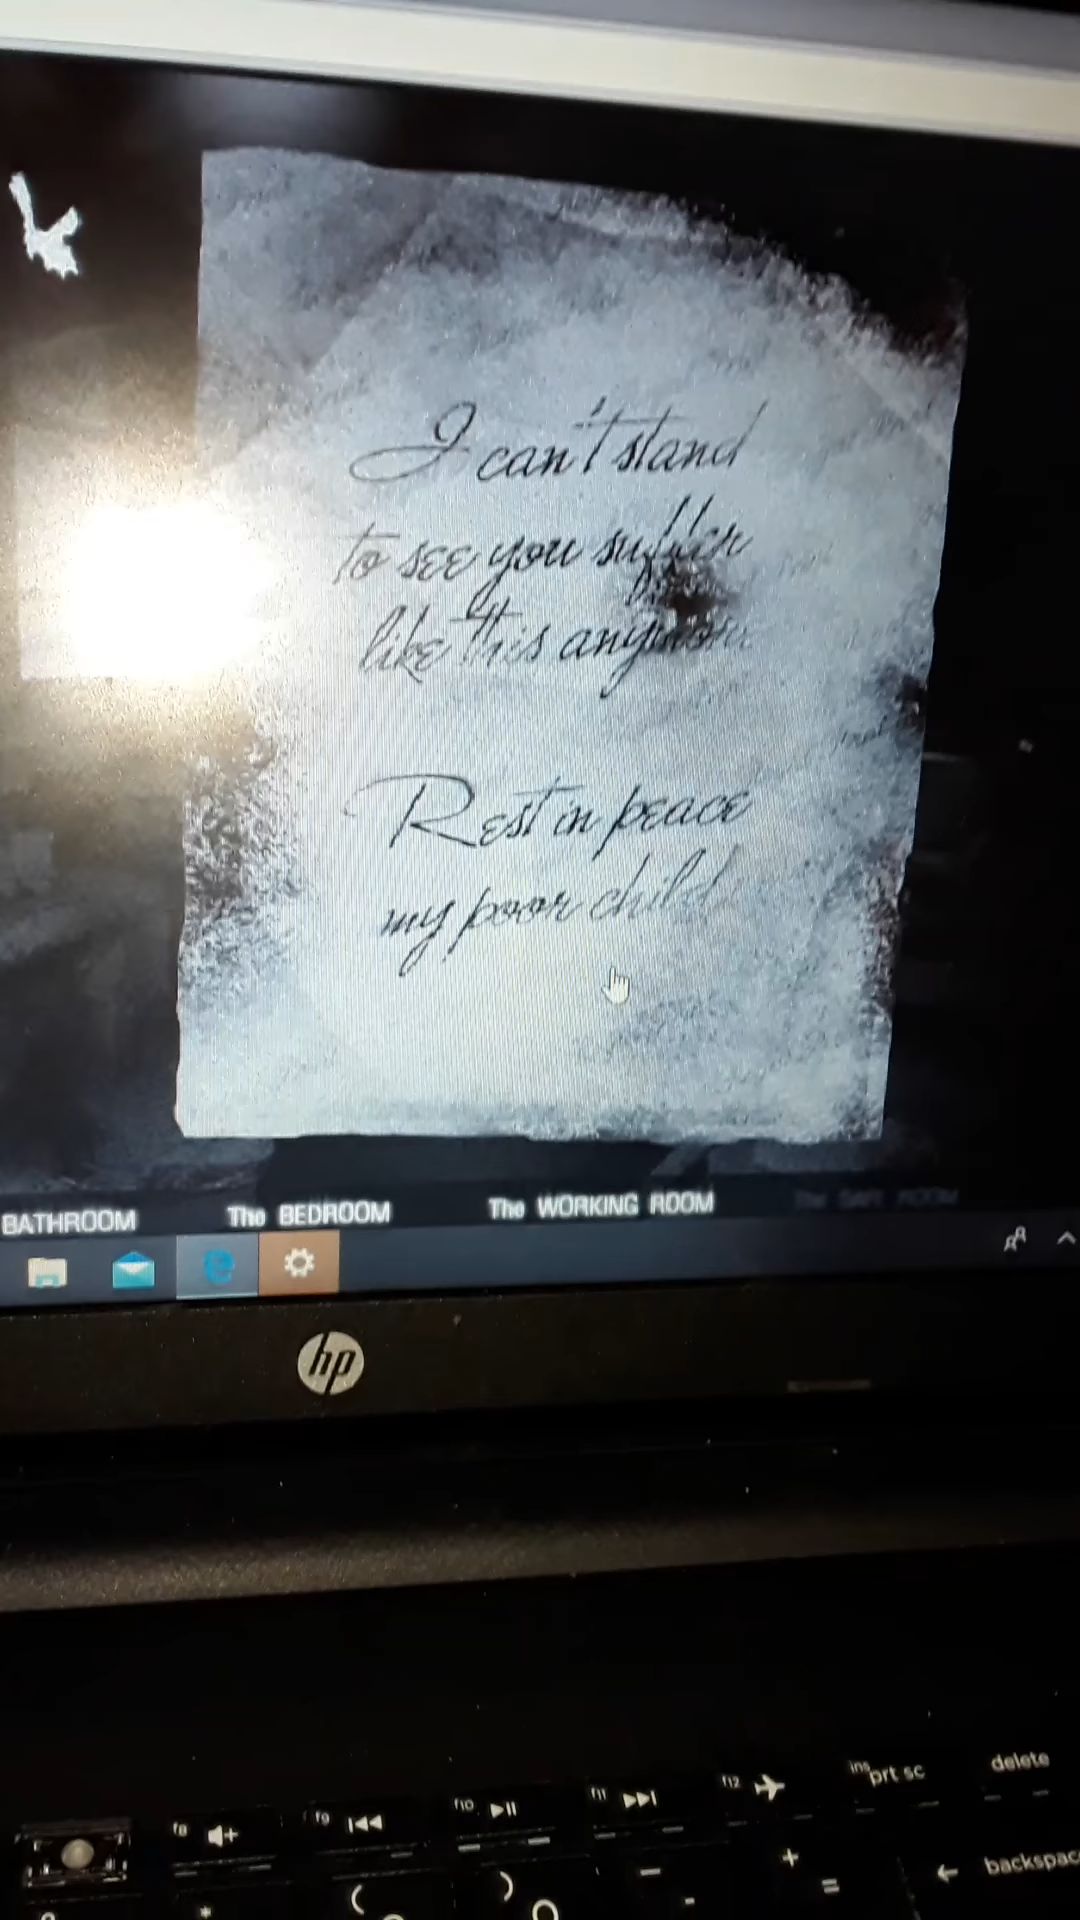 I can't stand
to see you suffer
like this anymore
Rest in peace
my poor child
BATHROOM The BEDROOM The WORKING ROOM
hp
f8 f9 f10 f11 f12 ins prt sc delete
* ( ) - + = backspac